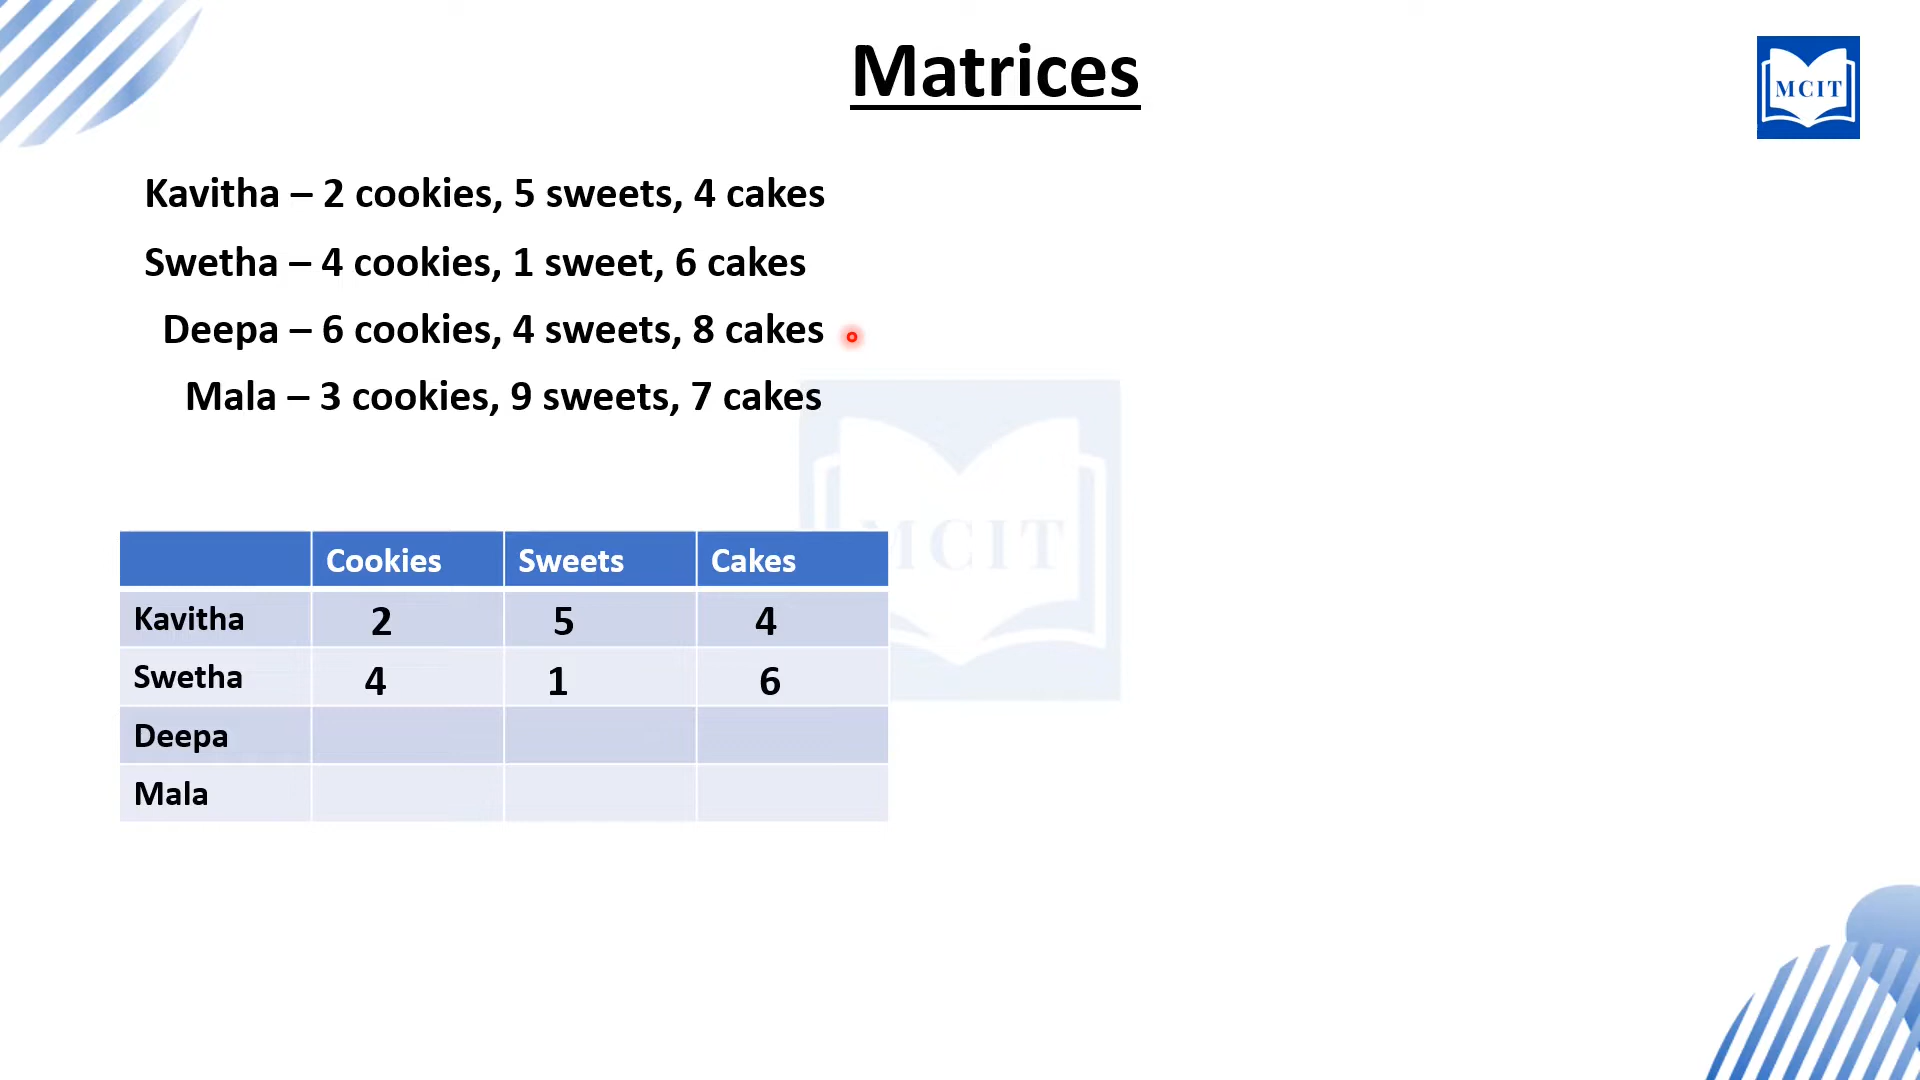 Matrices
MCIT
Kavitha – 2 cookies, 5 sweets, 4 cakes
Swetha – 4 cookies, 1 sweet, 6 cakes
Deepa – 6 cookies, 4 sweets, 8 cakes
Mala – 3 cookies, 9 sweets, 7 cakes
MCIT
Cookies Sweets Cakes
Kavitha 2 5 4
Swetha 4 1 6
Deepa
Mala